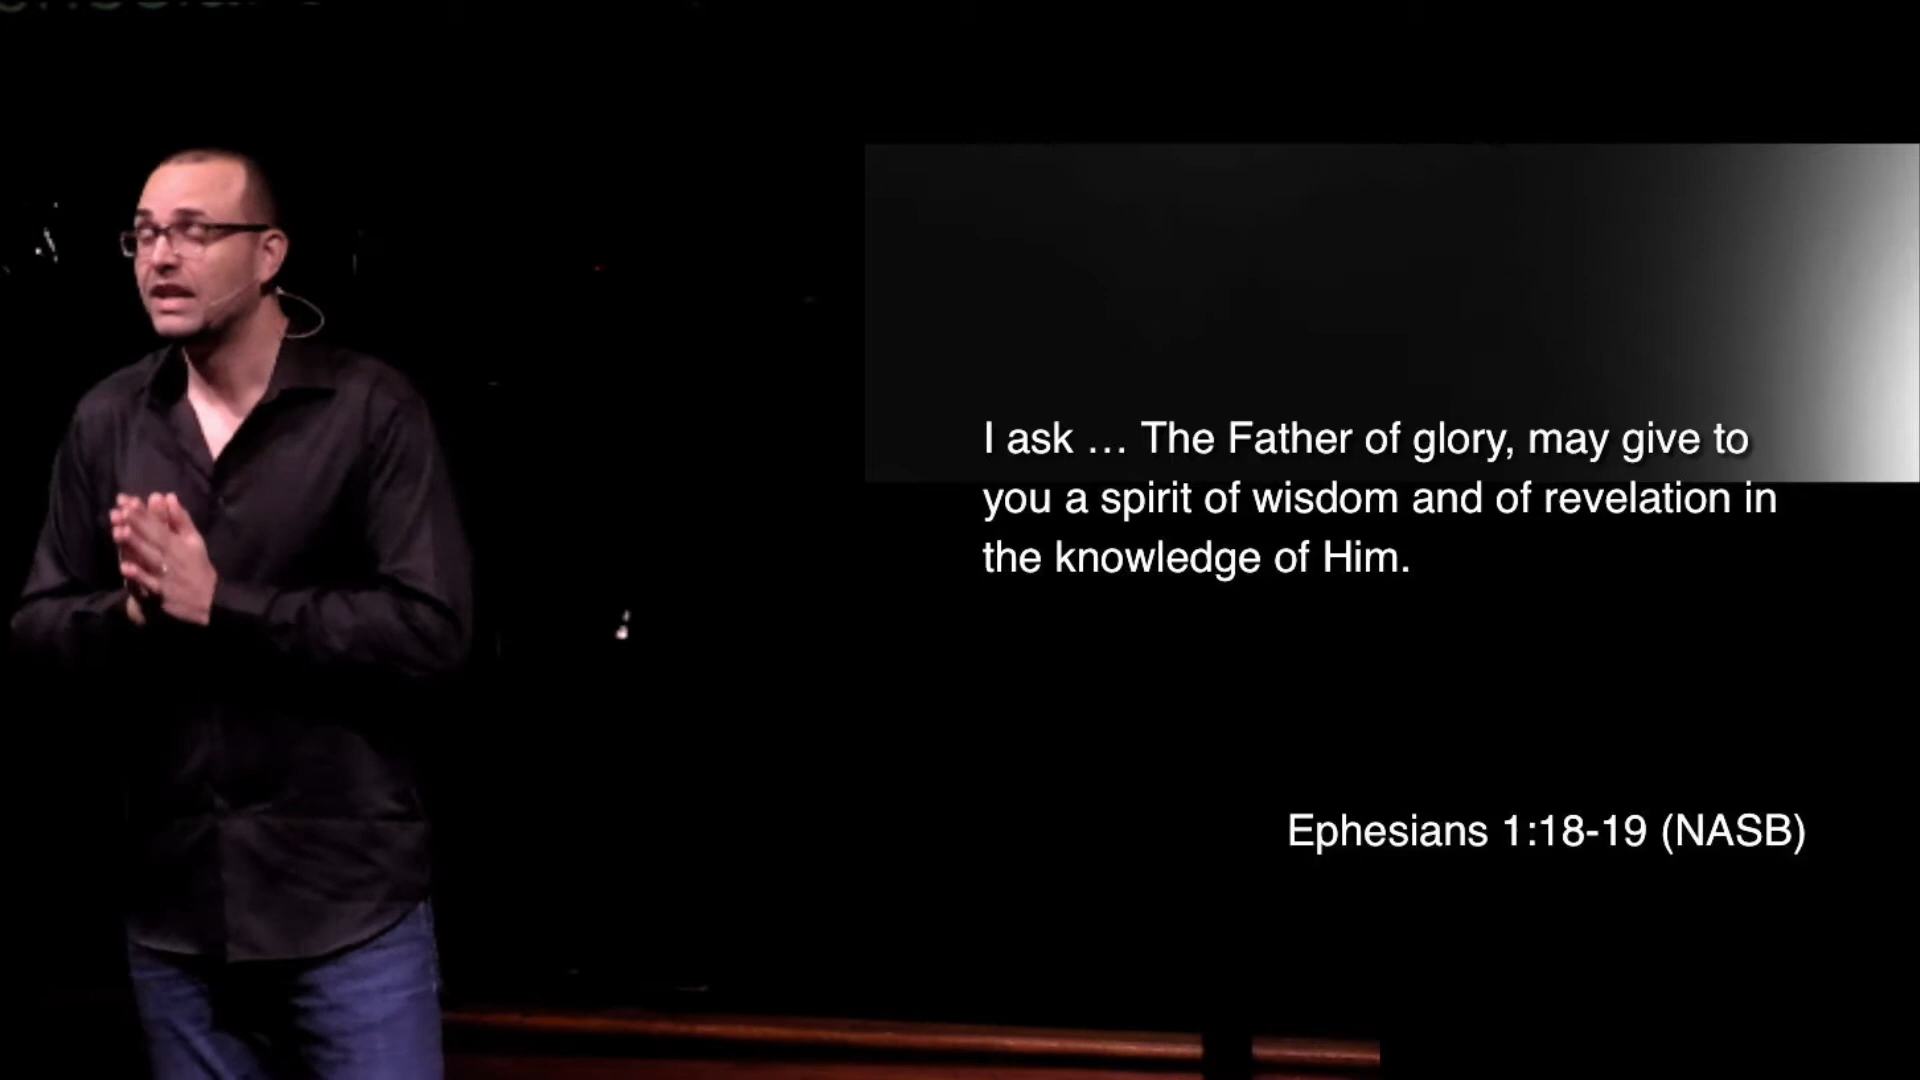 I ask … The Father of glory, may give to
you a spirit of wisdom and of revelation in
the knowledge of Him.
Ephesians 1:18-19 (NASB)